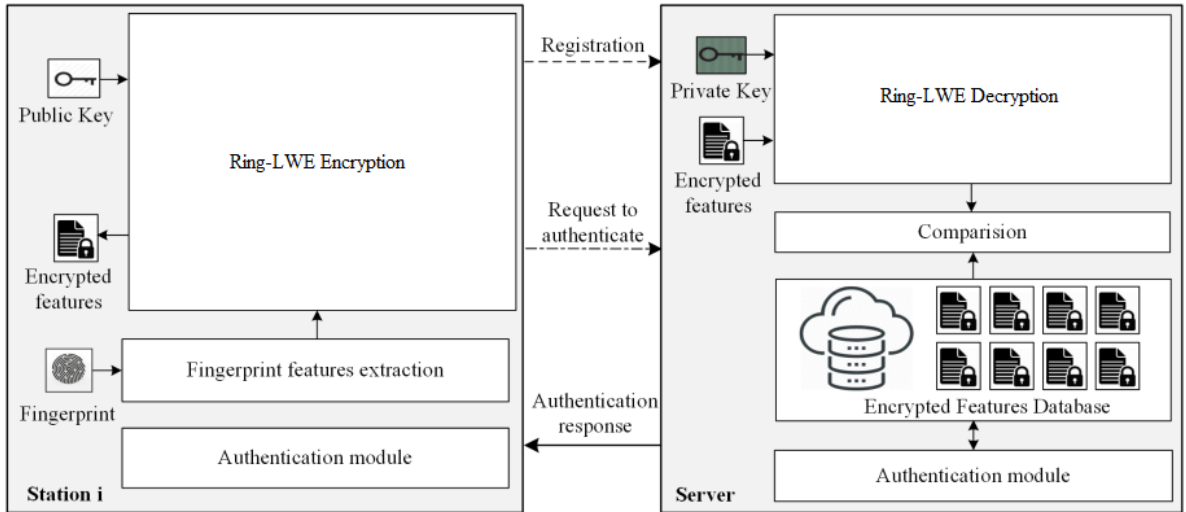 Public Key
Ring-LWE Encryption
Encrypted
features
Fingerprint
Fingerprint features extraction
Authentication module
Station i
Registration
Request to
authenticate
Authentication
response
Private Key
Ring-LWE Decryption
Encrypted
features
Comparision
Encrypted Features Database
Authentication module
Server